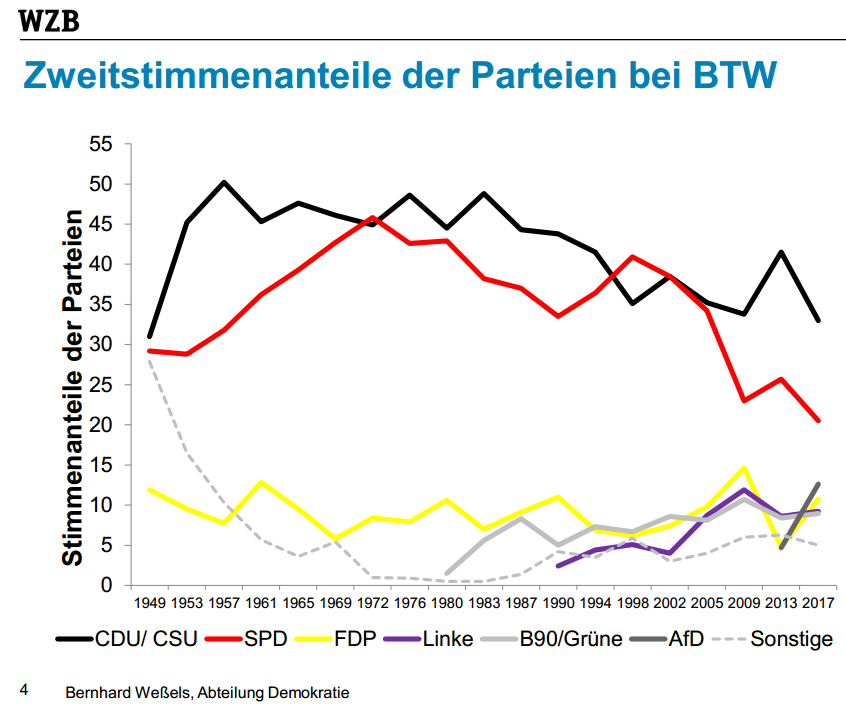 WZB
Zweitstimmenanteile der Parteien bei BTW
Stimmenanteile der Parteien
55
50
45
40
35
30
25
20
15
10
5
0
1949 1953 1957 1961 1965 1969 1972 1976 1980 1983 1987 1990 1994 1998 2002 2005 2009 2013 2017
CDU/ CSU SPD FDP Linke B90/Grüne AfD Sonstige
4 Bernhard Weßels, Abteilung Demokratie